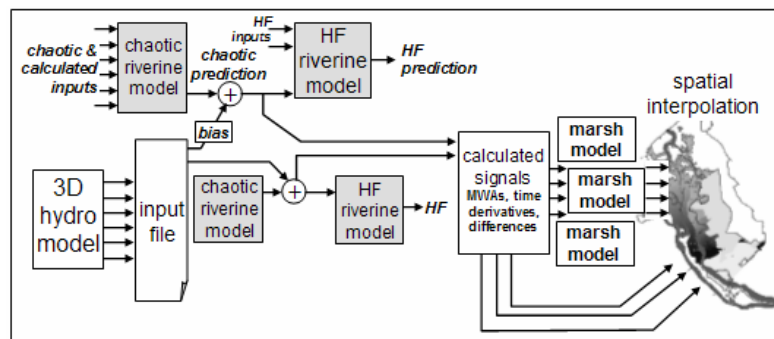 chaotic &
calculated
inputs
chaotic
riverine
model
chaotic
prediction
HF
inputs
HF
riverine
model
HF
prediction
bias
3D
hydro
model
input
file
chaotic
riverine
model
HF
riverine
model
HF
calculated
signals
MWAs, time
derivatives,
differences
marsh
model
marsh
model
marsh
model
spatial
interpolation